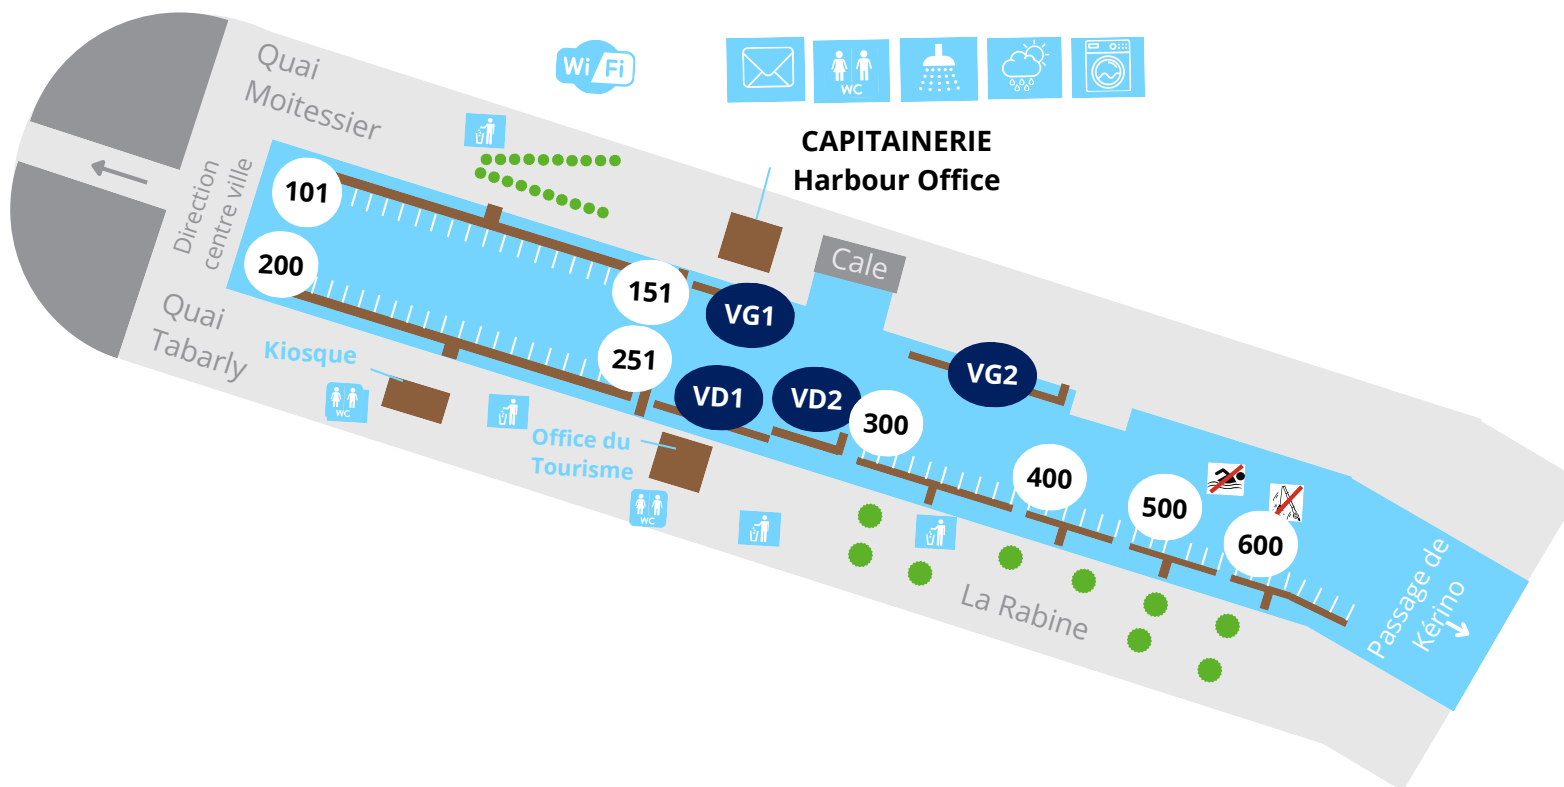 Quai
Moitessier
Wi Fi
WC
CAPITAINERIE
Harbour Office
Direction
centre ville
101
200
151
251
VG1
Cale
VG2
VD1
VD2
300
400
500
600
Quai
Tabarly
Kiosque
WC
Office du
Tourisme
WC
La Rabine
Passage de
Kérino